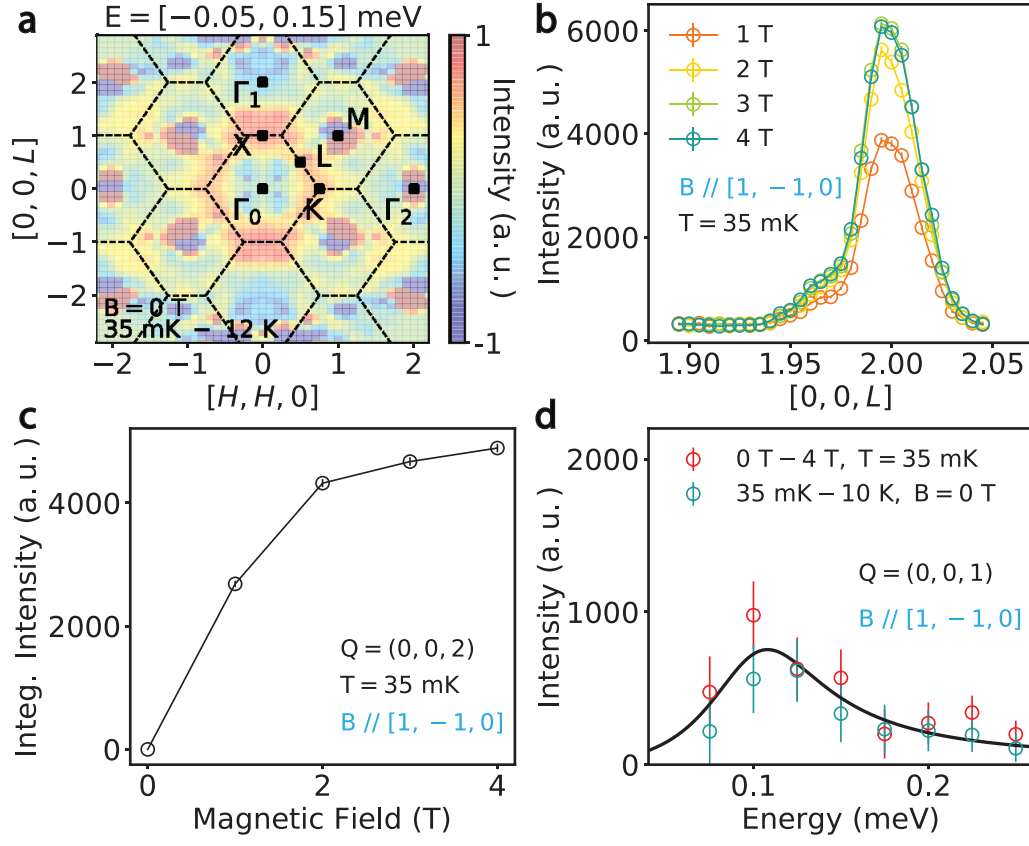 a
E = [−0.05, 0.15] meV
[0, 0, L]
2
1
0
−1
−2
Γ₁
M
X
L
Γ₀
K
Γ₂
B = 0 T
35 mK − 12 K
−2
−1
0
1
2
[H, H, 0]
1
-1
Intensity (a. u.)
b
Intensity (a. u.)
6000
4000
2000
0
1 T
2 T
3 T
4 T
B // [1, −1, 0]
T = 35 mK
1.90
1.95
2.00
2.05
[0, 0, L]
c
Integ. Intensity (a. u.)
4000
2000
0
Q = (0, 0, 2)
T = 35 mK
B // [1, −1, 0]
0
2
4
Magnetic Field (T)
d
Intensity (a. u.)
2000
1000
0
0 T − 4 T, T = 35 mK
35 mK − 10 K, B = 0 T
Q = (0, 0, 1)
B // [1, −1, 0]
0.1
0.2
Energy (meV)